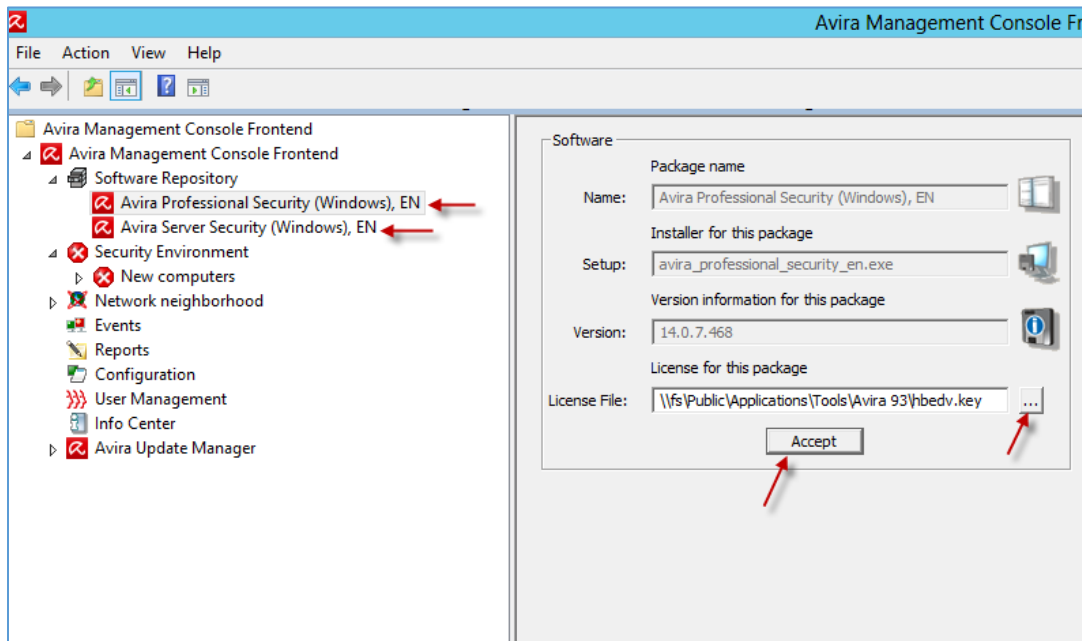 Avira Management Console Fr
File Action View Help
Avira Management Console Frontend
Avira Management Console Frontend
Software Repository
Avira Professional Security (Windows), EN
Avira Server Security (Windows), EN
Security Environment
New computers
Network neighborhood
Events
Reports
Configuration
User Management
Info Center
Avira Update Manager
Software
Package name
Name: Avira Professional Security (Windows), EN
Installer for this package
Setup: avira_professional_security_en.exe
Version information for this package
Version: 14.0.7.468
License for this package
License File: \\fs\Public\Applications\Tools\Avira 93\hbedv.key ...
Accept